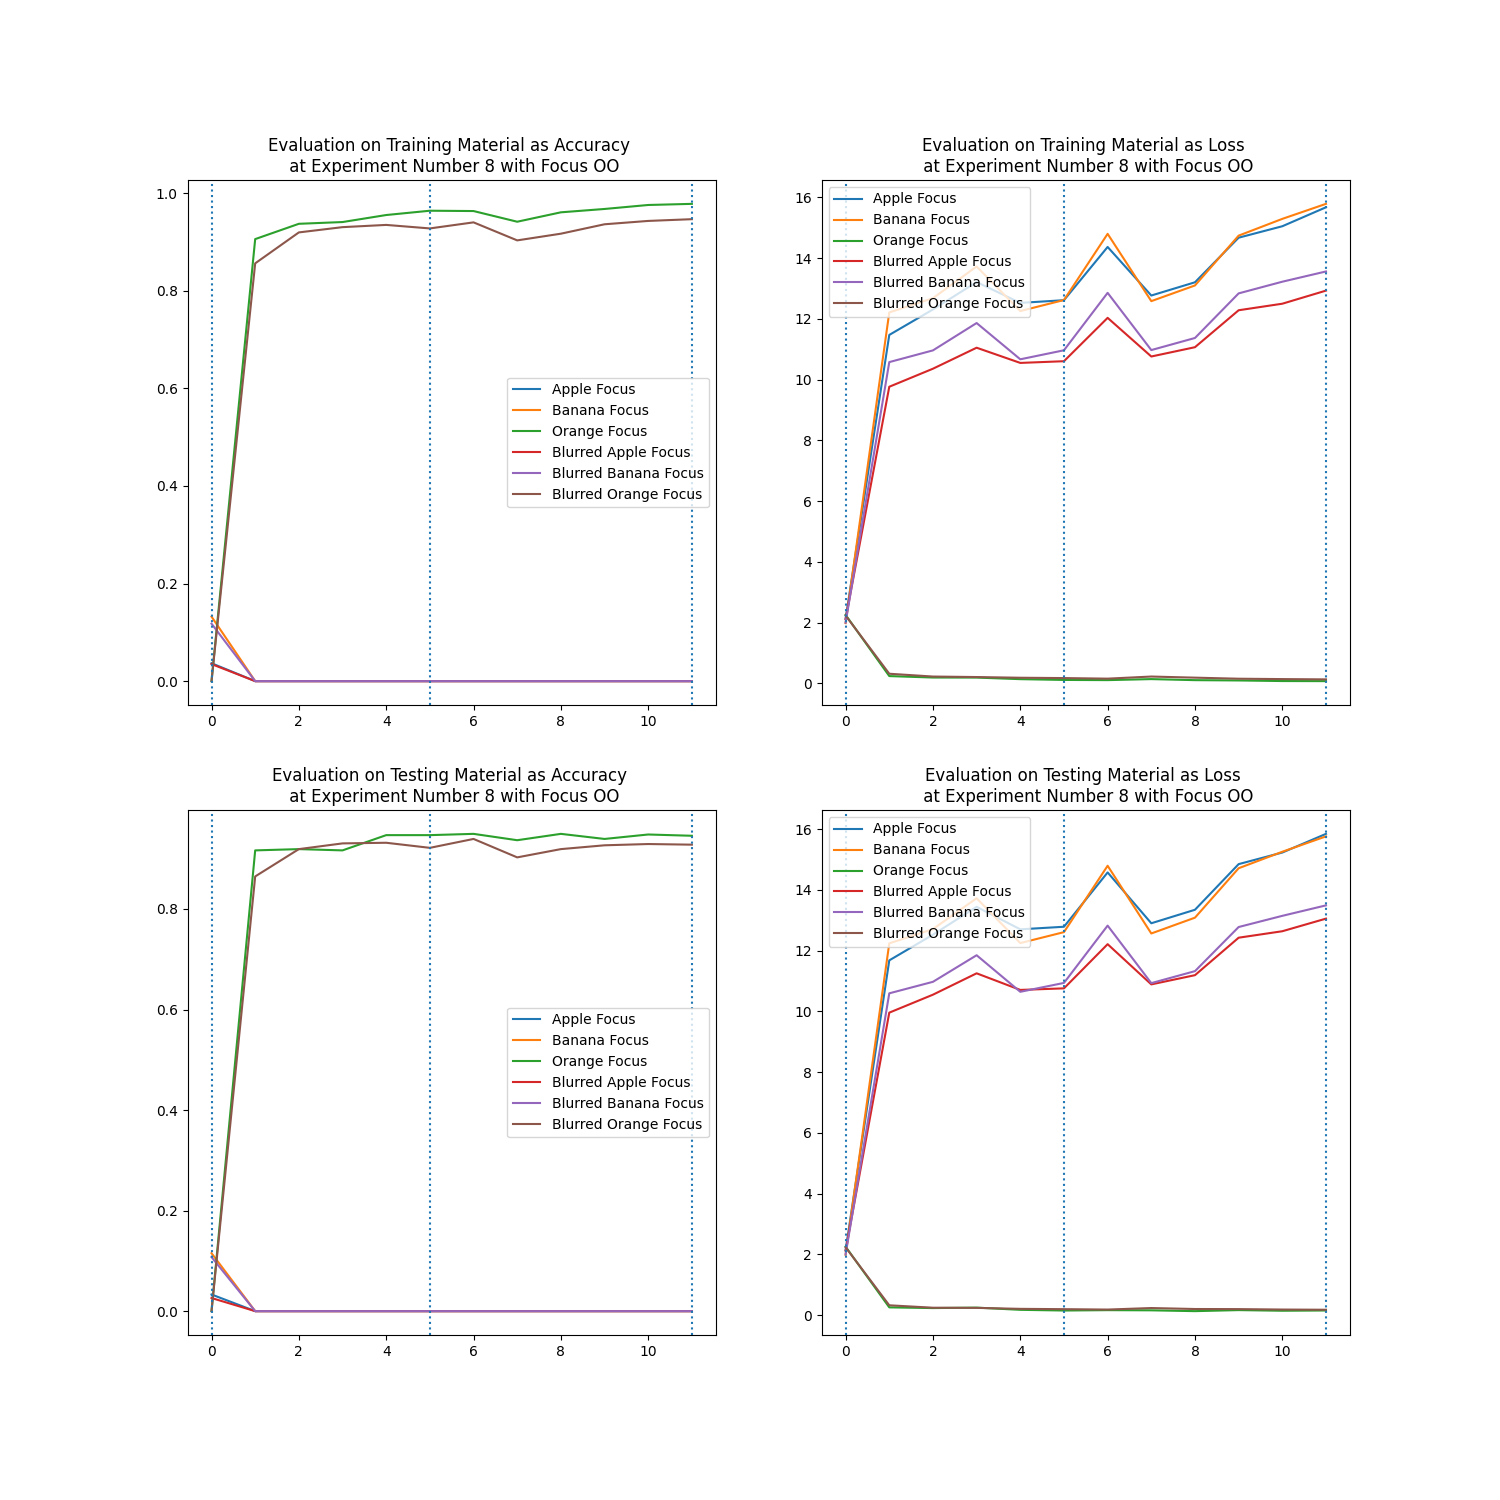 Evaluation on Training Material as Accuracy
at Experiment Number 8 with Focus OO
1.0
0.8
0.6
0.4
0.2
0.0
0 2 4 6 8 10
Apple Focus
Banana Focus
Orange Focus
Blurred Apple Focus
Blurred Banana Focus
Blurred Orange Focus
Evaluation on Training Material as Loss
at Experiment Number 8 with Focus OO
16
14
12
10
8
6
4
2
0
0 2 4 6 8 10
Apple Focus
Banana Focus
Orange Focus
Blurred Apple Focus
Blurred Banana Focus
Blurred Orange Focus
Evaluation on Testing Material as Accuracy
at Experiment Number 8 with Focus OO
0.8
0.6
0.4
0.2
0.0
0 2 4 6 8 10
Apple Focus
Banana Focus
Orange Focus
Blurred Apple Focus
Blurred Banana Focus
Blurred Orange Focus
Evaluation on Testing Material as Loss
at Experiment Number 8 with Focus OO
16
14
12
10
8
6
4
2
0
0 2 4 6 8 10
Apple Focus
Banana Focus
Orange Focus
Blurred Apple Focus
Blurred Banana Focus
Blurred Orange Focus